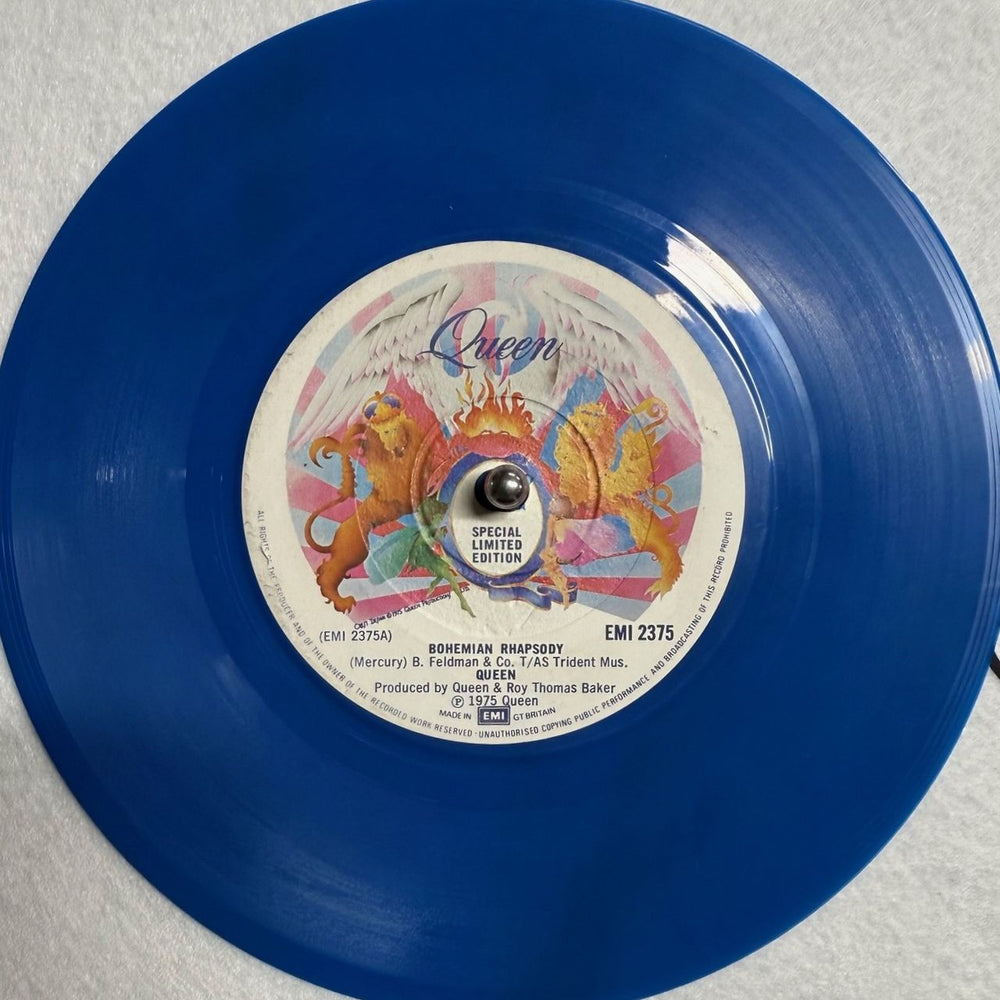 Queen
SPECIAL
LIMITED
EDITION
(EMI 2375A)
EMI 2375
BOHEMIAN RHAPSODY
(Mercury) B. Feldman & Co. T/AS Trident Mus.
QUEEN
Produced by Queen & Roy Thomas Baker
Ⓟ 1975 Queen
MADE IN EMI GT BRITAIN
ALL RIGHTS OF THE PRODUCER AND OF THE OWNER OF THE RECORDED WORK RESERVED · UNAUTHORISED COPYING PUBLIC PERFORMANCE AND BROADCASTING OF THIS RECORD PROHIBITED